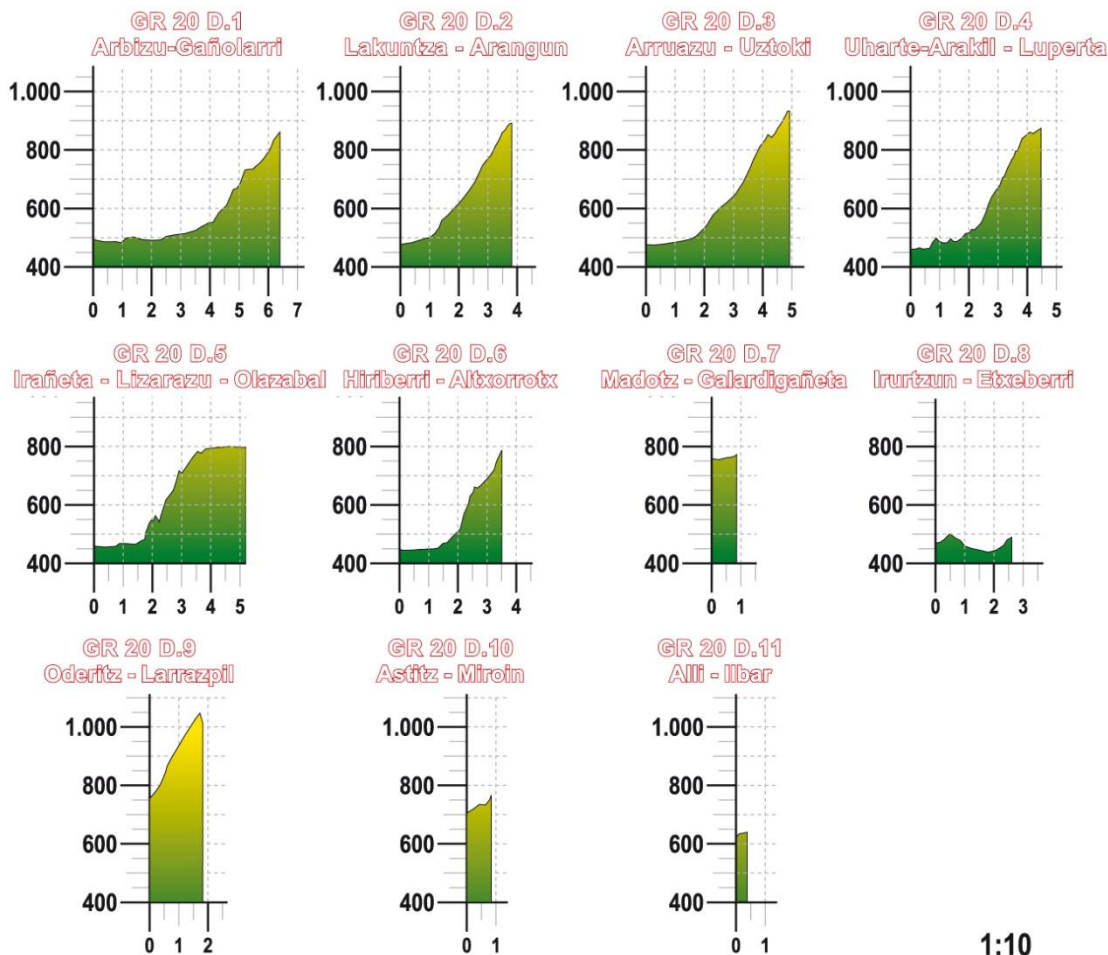 GR 20 D.1
Arbizu-Gañolarri
1.000
800
600
400
0 1 2 3 4 5 6 7
GR 20 D.2
Lakuntza - Arangun
1.000
800
600
400
0 1 2 3 4
GR 20 D.3
Arruazu - Uztoki
1.000
800
600
400
0 1 2 3 4 5
GR 20 D.4
Uharte-Arakil - Luperta
1.000
800
600
400
0 1 2 3 4 5
GR 20 D.5
Irañeta - Lizarazu - Olazabal
800
600
400
0 1 2 3 4 5
GR 20 D.6
Hiriberri - Altxorrotx
800
600
400
0 1 2 3 4
GR 20 D.7
Madotz - Galardigañeta
800
600
400
0 1
GR 20 D.8
Irurtzun - Etxeberri
800
600
400
0 1 2 3
GR 20 D.9
Oderitz - Larrazpil
1.000
800
600
400
0 1 2
GR 20 D.10
Astitz - Miroin
1.000
800
600
400
0 1
GR 20 D.11
Alli - Ilbar
1.000
800
600
400
0 1
1:10